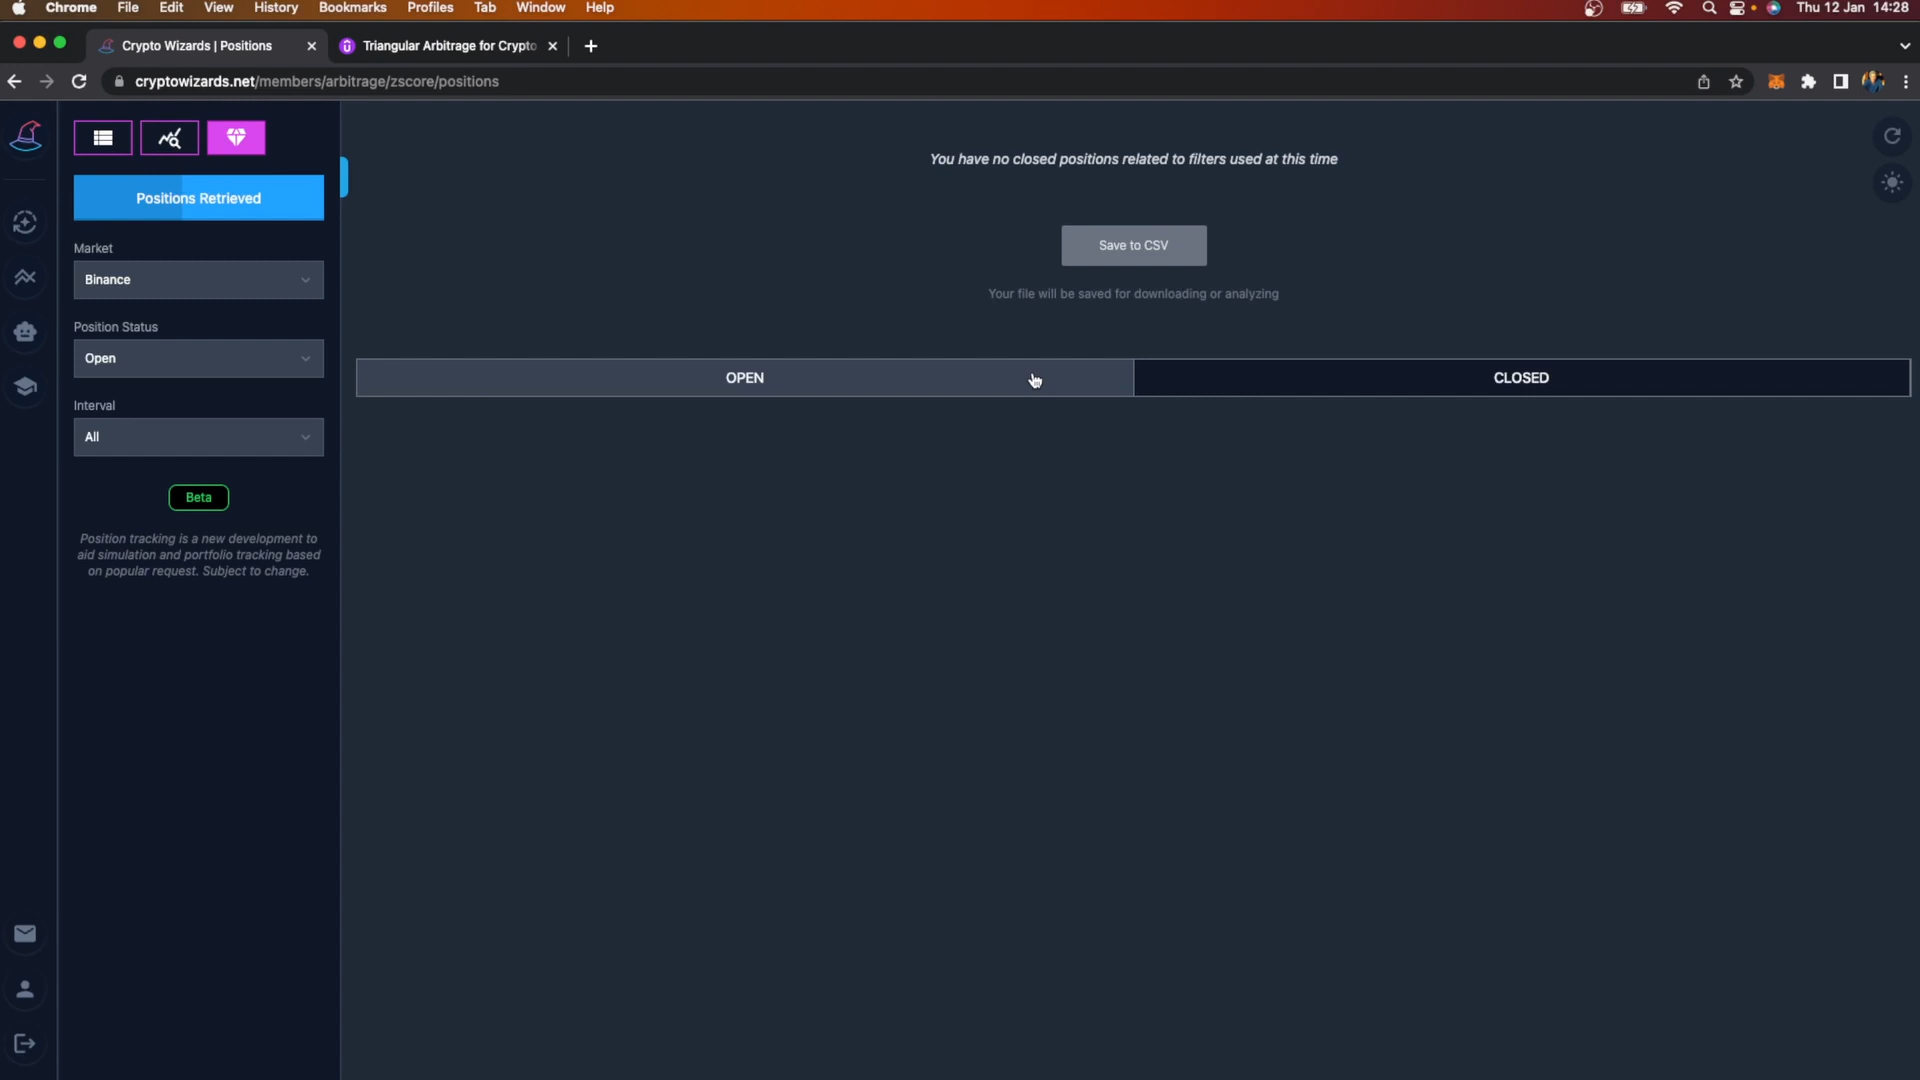 Chrome File Edit View History Bookmarks Profiles Tab Window Help Thu 12 Jan 14:28
Crypto Wizards | Positions Triangular Arbitrage for Crypto
cryptowizards.net/members/arbitrage/zscore/positions
Positions Retrieved
Market
Binance
Position Status
Open
Interval
All
Beta
Position tracking is a new development to
aid simulation and portfolio tracking based
on popular request. Subject to change.
You have no closed positions related to filters used at this time
Save to CSV
Your file will be saved for downloading or analyzing
OPEN CLOSED